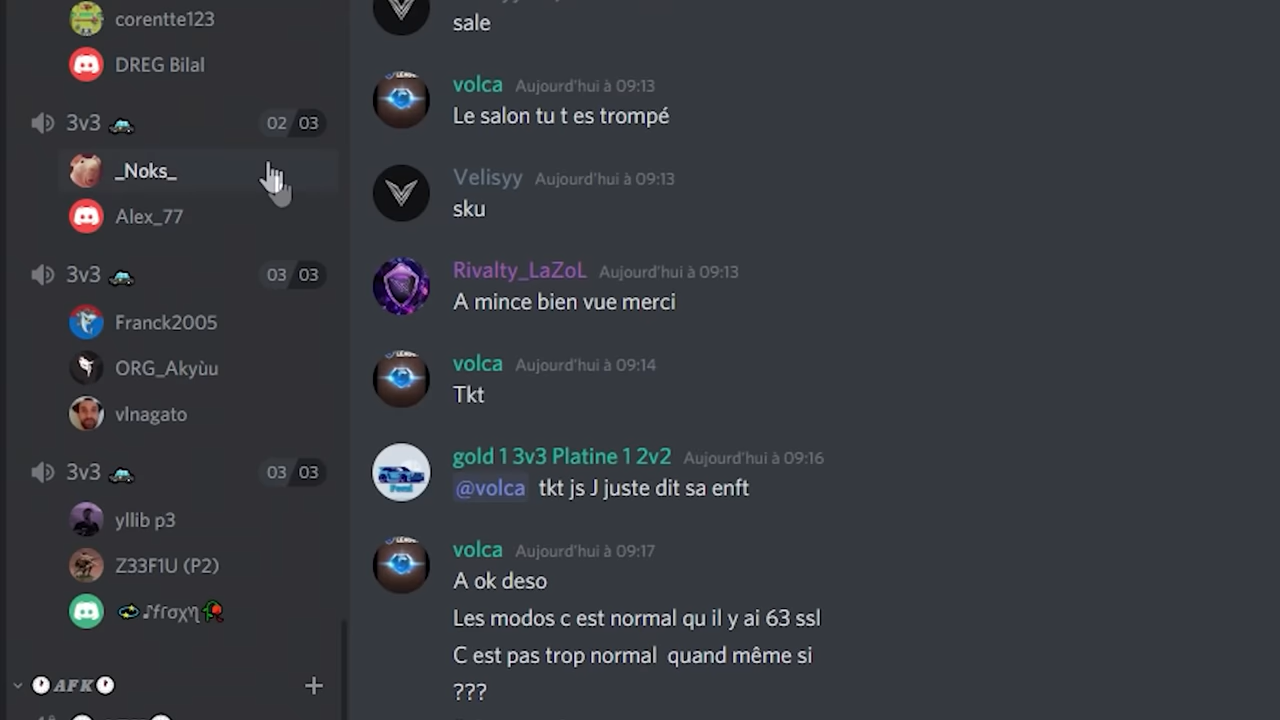 corentte123
DREG Bilal
3v3
02 03
_Noks_
Alex_77
3v3
03 03
Franck2005
ORG_Akyùu
vlnagato
3v3
03 03
yllib p3
Z33F1U (P2)
AFK
sale
volca Aujourd'hui à 09:13
Le salon tu t es trompé
Velisyy Aujourd'hui à 09:13
sku
Rivalty_LaZoL Aujourd'hui à 09:13
A mince bien vue merci
volca Aujourd'hui à 09:14
Tkt
gold 1 3v3 Platine 1 2v2 Aujourd'hui à 09:16
@volca tkt js J juste dit sa enft
volca Aujourd'hui à 09:17
A ok deso
Les modos c est normal qu il y ai 63 ssl
C est pas trop normal quand même si
???